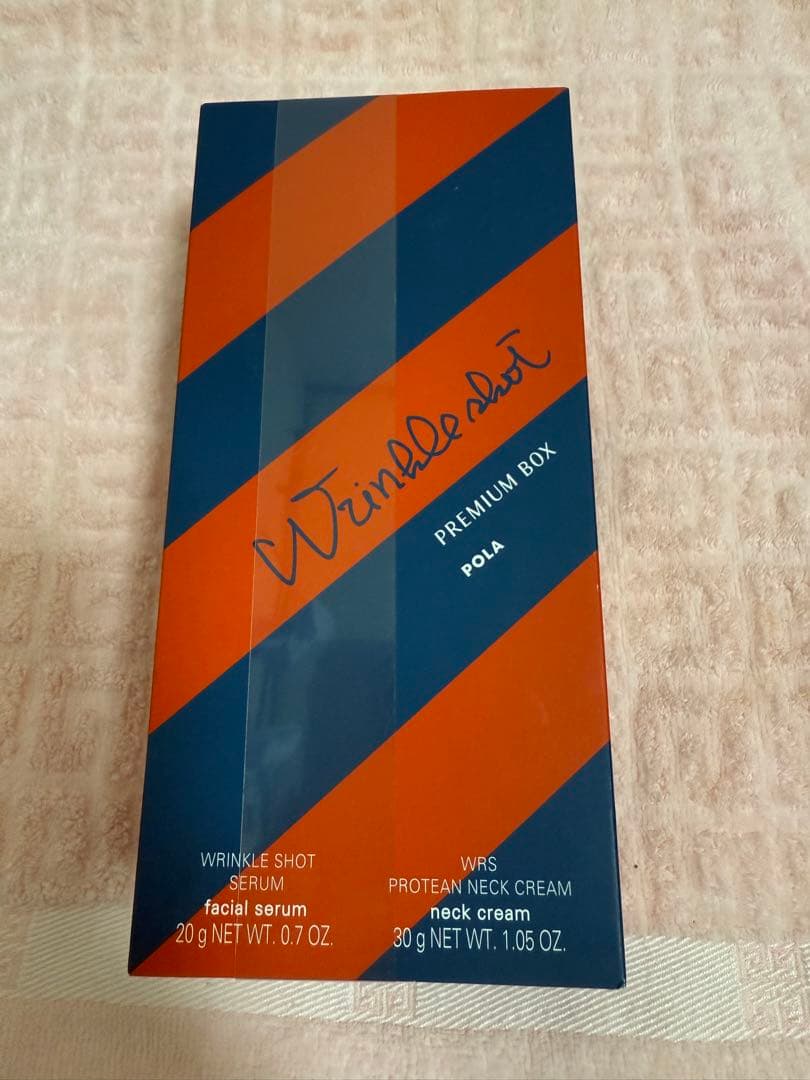 Wrinkle shot
PREMIUM BOX
POLA
WRINKLE SHOT
SERUM
facial serum
20 g NET WT. 0.7 OZ.
WRS
PROTEAN NECK CREAM
neck cream
30 g NET WT. 1.05 OZ.